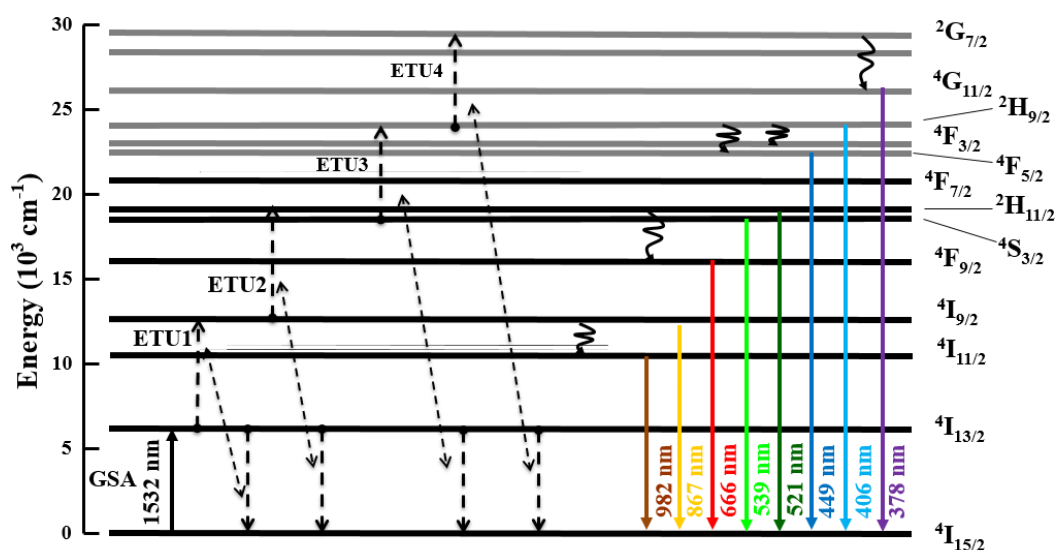 Energy (10³ cm⁻¹)
30
25
20
15
10
5
0
ETU4
ETU3
ETU2
ETU1
GSA
1532 nm
982 nm
867 nm
666 nm
539 nm
521 nm
449 nm
406 nm
378 nm
²G₇/₂
⁴G₁₁/₂
²H₉/₂
⁴F₃/₂
⁴F₅/₂
⁴F₇/₂
²H₁₁/₂
⁴S₃/₂
⁴F₉/₂
⁴I₉/₂
⁴I₁₁/₂
⁴I₁₃/₂
⁴I₁₅/₂